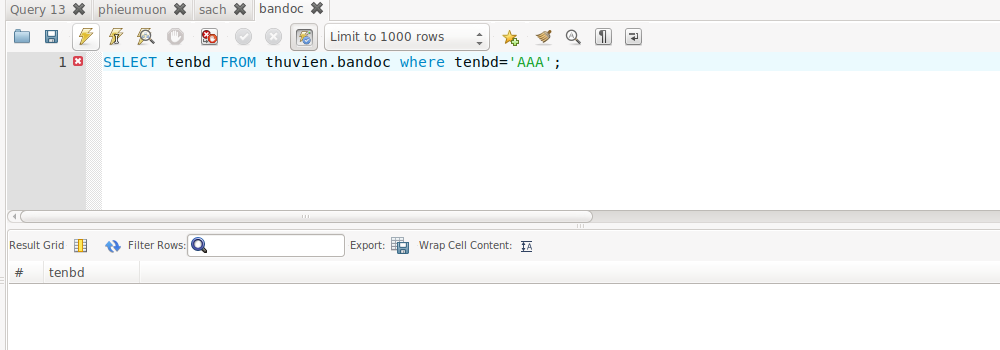 Query 13 phieumuon sach bandoc
Limit to 1000 rows
1 SELECT tenbd FROM thuvien.bandoc where tenbd='AAA';
Result Grid Filter Rows: Export: Wrap Cell Content:
# tenbd